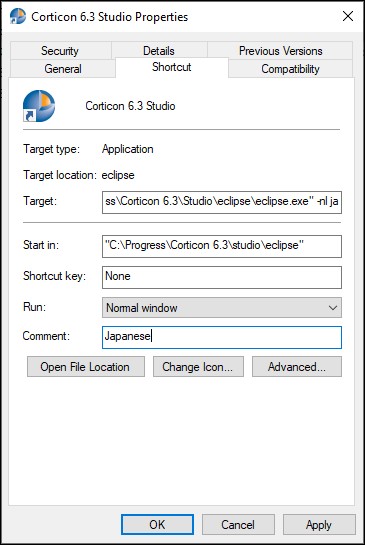 Corticon 6.3 Studio Properties
Security Details Previous Versions
General Shortcut Compatibility
Corticon 6.3 Studio
Target type: Application
Target location: eclipse
Target: ss\Corticon 6.3\Studio\eclipse\eclipse.exe" -nl ja
Start in: "C:\Progress\Corticon 6.3\studio\eclipse"
Shortcut key: None
Run: Normal window
Comment: Japanese
Open File Location Change Icon... Advanced...
OK Cancel Apply